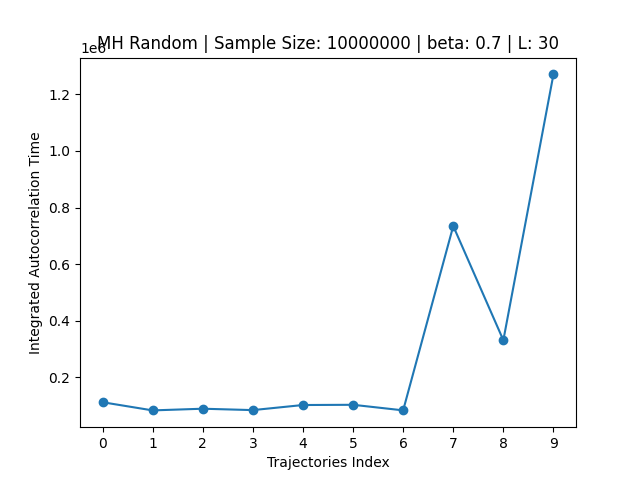 MH Random | Sample Size: 10000000 | beta: 0.7 | L: 30
1e6
1.2
1.0
0.8
0.6
0.4
0.2
Integrated Autocorrelation Time
0 1 2 3 4 5 6 7 8 9
Trajectories Index